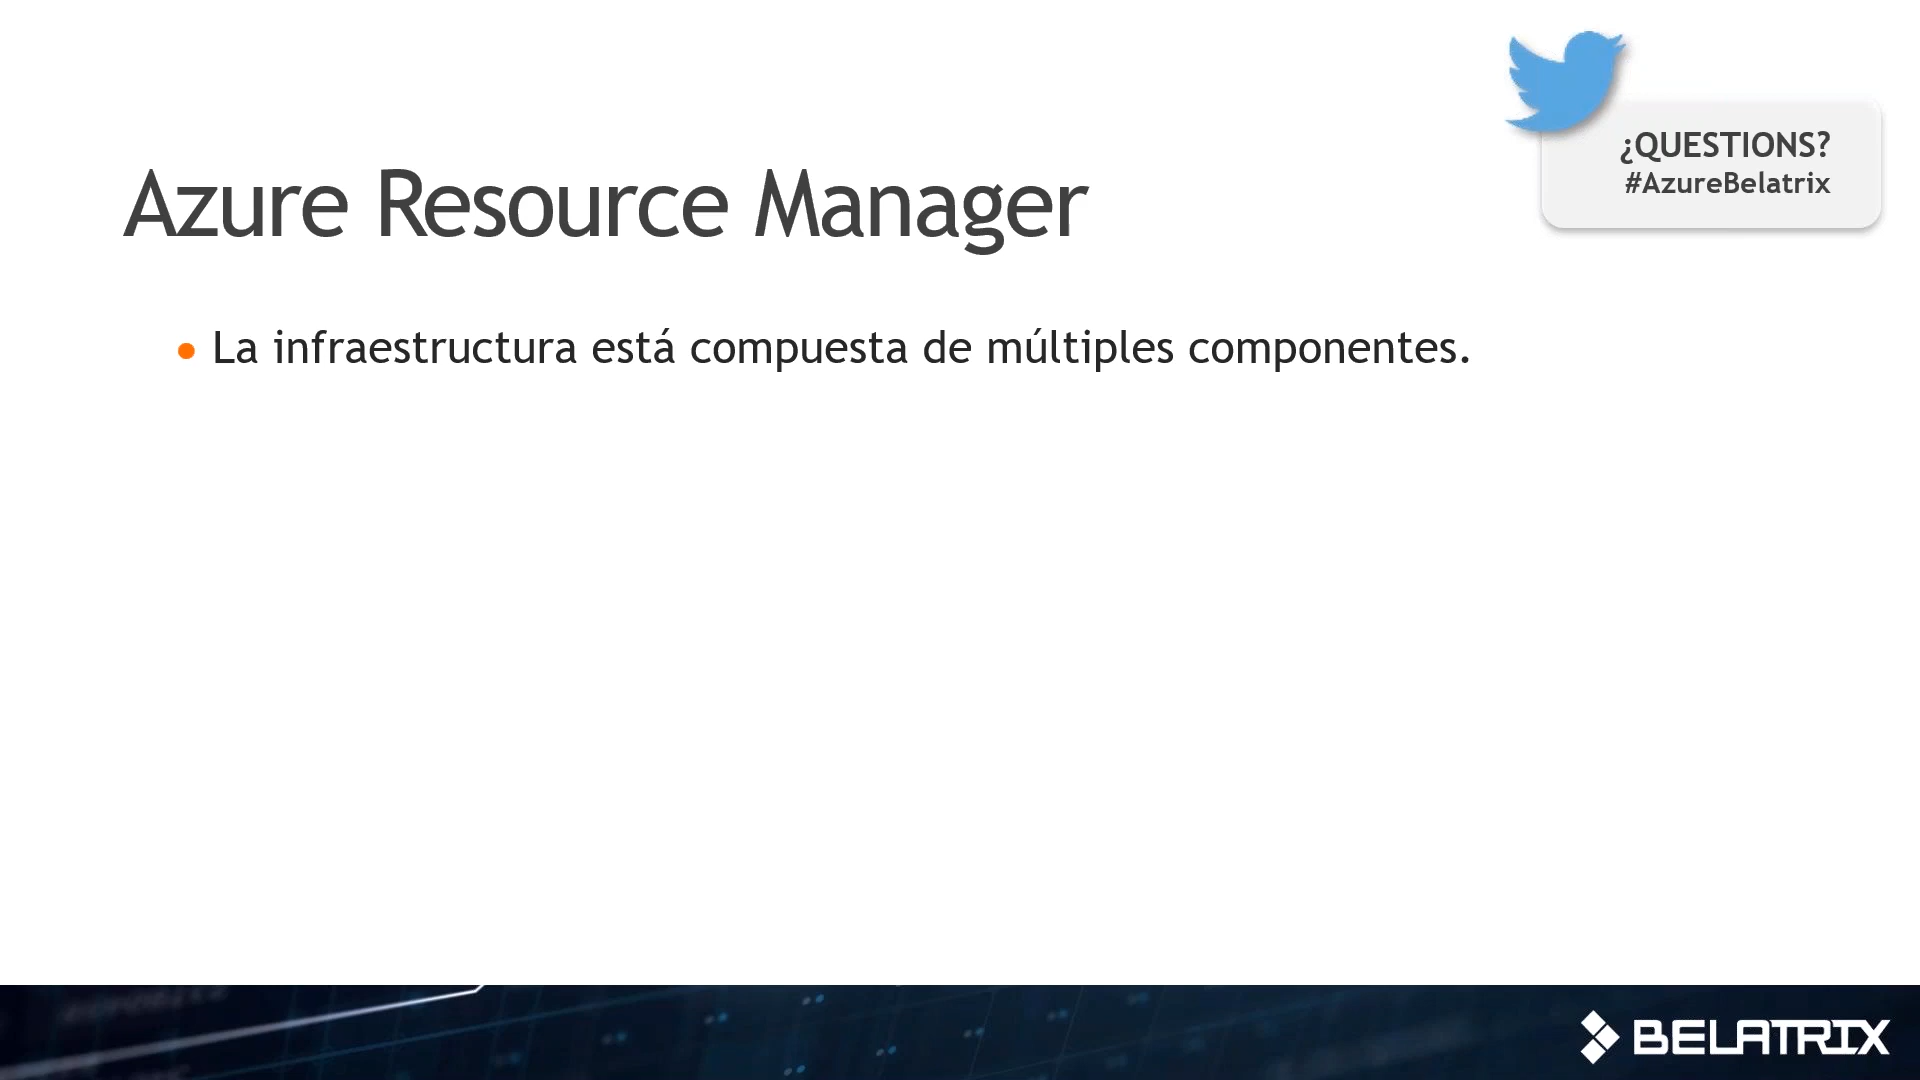 ¿QUESTIONS?
#AzureBelatrix
Azure Resource Manager
• La infraestructura está compuesta de múltiples componentes.
BELATRIX